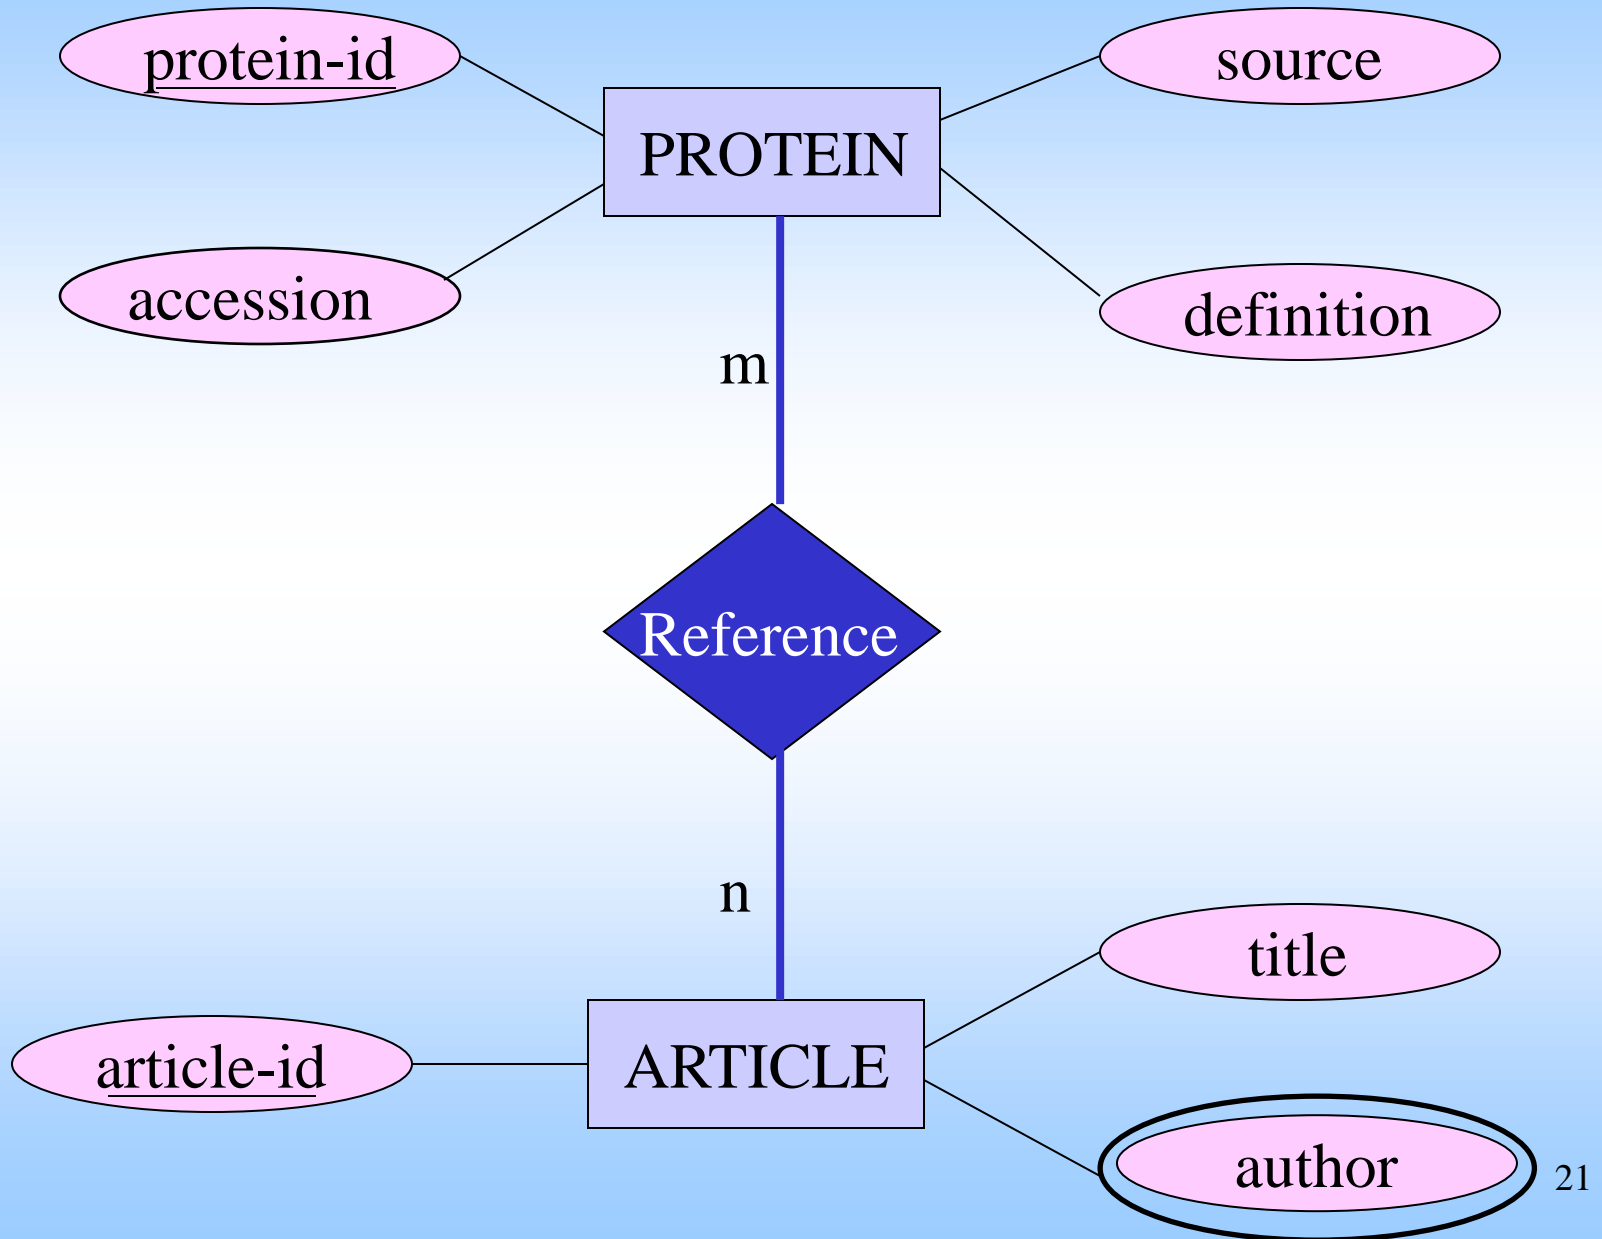 protein-id
source
PROTEIN
accession
definition
m
Reference
n
title
article-id
ARTICLE
author
21